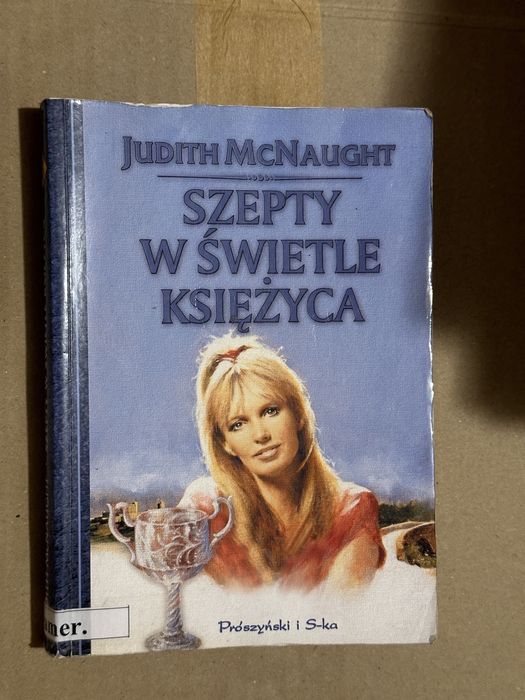 JUDITH MCNAUGHT
SZEPTY
W ŚWIETLE
KSIĘŻYCA
Prószyński i S-ka
mer.